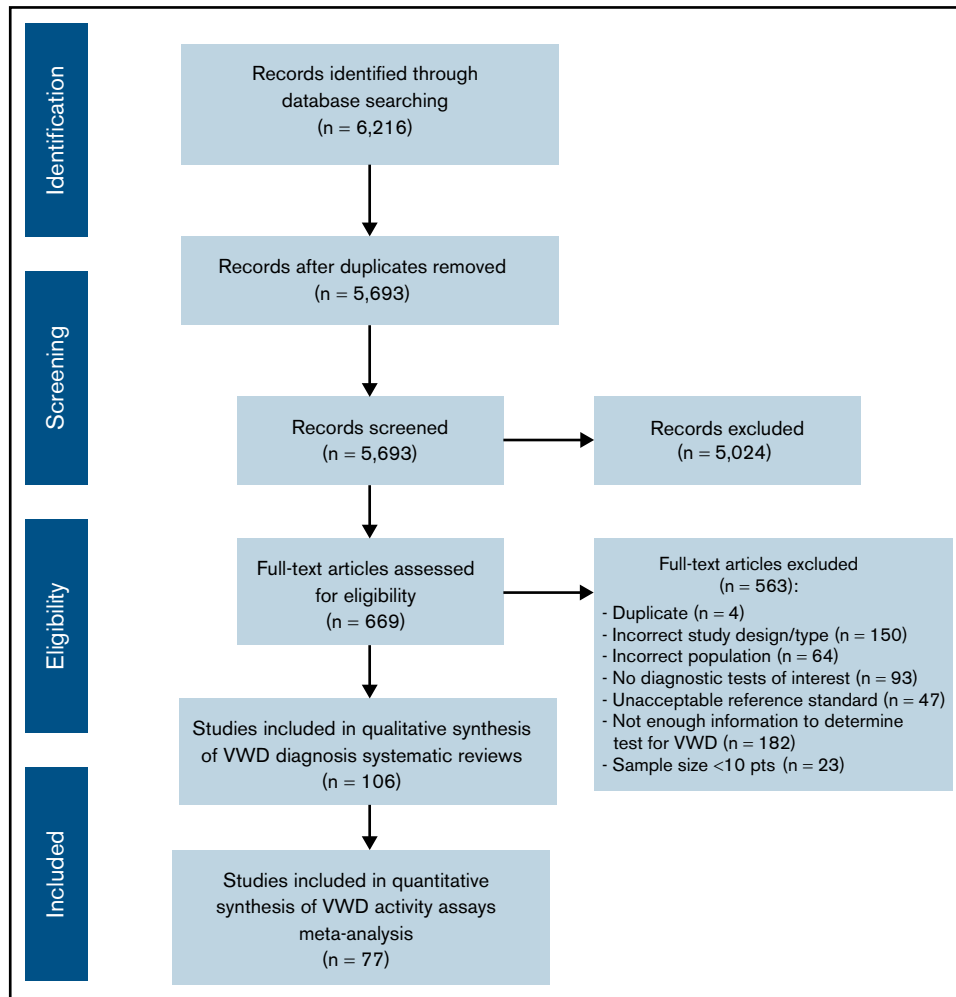 Identification
Records identified through
database searching
(n = 6,216)
Records after duplicates removed
(n = 5,693)
Screening
Records screened
(n = 5,693)
Records excluded
(n = 5,024)
Eligibility
Full-text articles assessed
for eligibility
(n = 669)
Full-text articles excluded
(n = 563):
- Duplicate (n = 4)
- Incorrect study design/type (n = 150)
- Incorrect population (n = 64)
- No diagnostic tests of interest (n = 93)
- Unacceptable reference standard (n = 47)
- Not enough information to determine
test for VWD (n = 182)
- Sample size <10 pts (n = 23)
Studies included in qualitative synthesis
of VWD diagnosis systematic reviews
(n = 106)
Included
Studies included in quantitative
synthesis of VWD activity assays
meta-analysis
(n = 77)